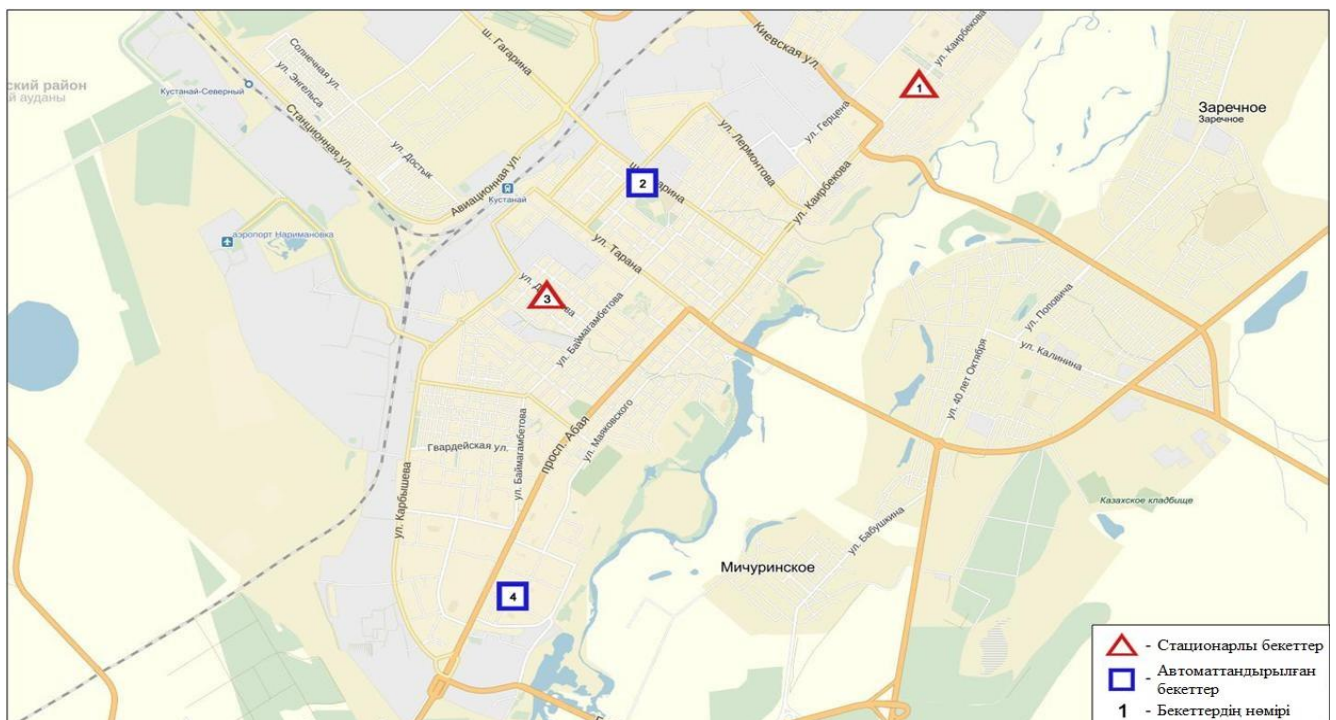 Киевская ул.
ш. Гагарина
ул. Каирбекова
Солнечная ул.
ул. Энгельса
ский район
й ауданы
Кустанай-Северный
1
Заречное
Заречное
Станционная ул.
ул. Герцена
ул. Лермонтова
ул. Достык
Авиационная ул.
2
Кустанай
ул. Каирбекова
аэропорт Наримановка
ул. Тарана
3
ул. Баймагамбетова
ул. Поповича
ул. Калинина
ул. 40 лет Октября
просп. Абая
ул. Маяковского
ул. Баймагамбетова
Гвардейская ул.
ул. Карбышева
Казахское кладбище
ул. Бабушкина
Мичуринское
4
- Стационарлы бекеттер
- Автоматтандырылған
бекеттер
1 - Бекеттердің нөмірі